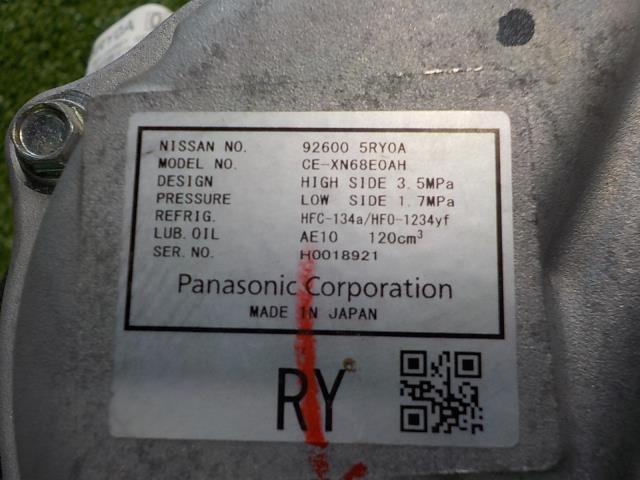 RY0A
NISSAN NO. 92600 5RY0A
MODEL NO. CE-XN68E0AH
DESIGN HIGH SIDE 3.5MPa
PRESSURE LOW SIDE 1.7MPa
REFRIG. HFC-134a/HFO-1234yf
LUB.OIL AE10 120cm³
SER.NO. H0018921
Panasonic Corporation
MADE IN JAPAN
RY